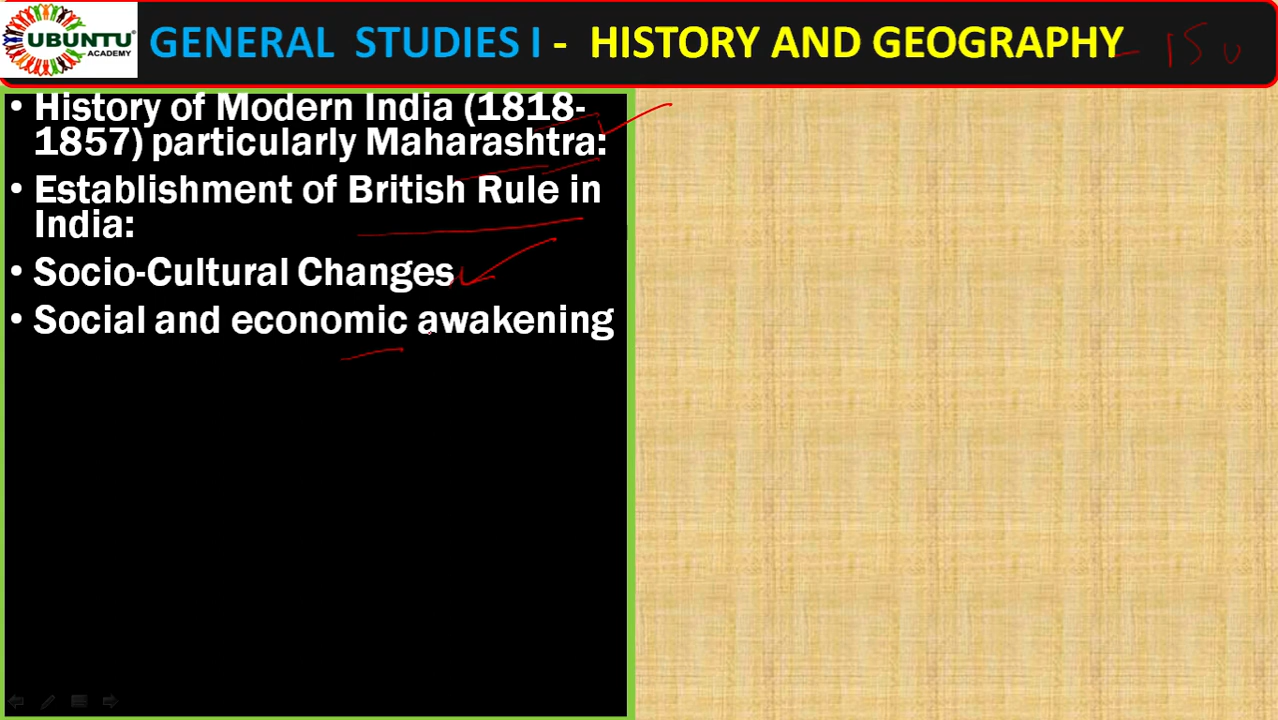 UBUNTU
ACADEMY
GENERAL STUDIES I - HISTORY AND GEOGRAPHY - 150
• History of Modern India (1818-
1857) particularly Maharashtra:
• Establishment of British Rule in
India:
• Socio-Cultural Changes
• Social and economic awakening